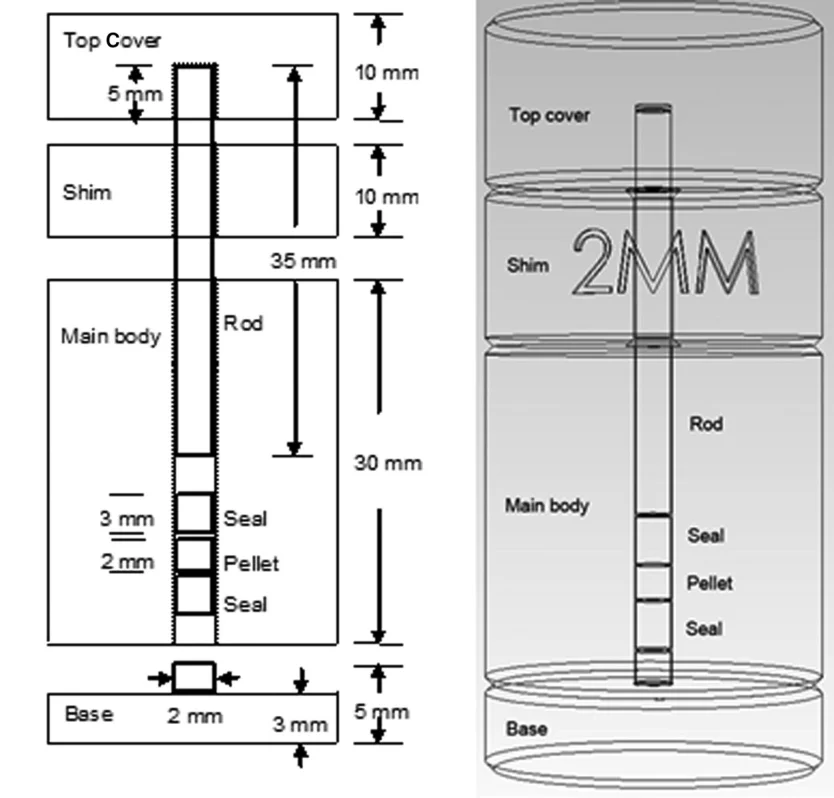 Top Cover
10 mm
5 mm
Shim
10 mm
35 mm
Rod
Main body
30 mm
3 mm
Seal
2 mm
Pellet
Seal
Base
2 mm
3 mm
5 mm
Top cover
Shim
2MM
Rod
Main body
Seal
Pellet
Seal
Base